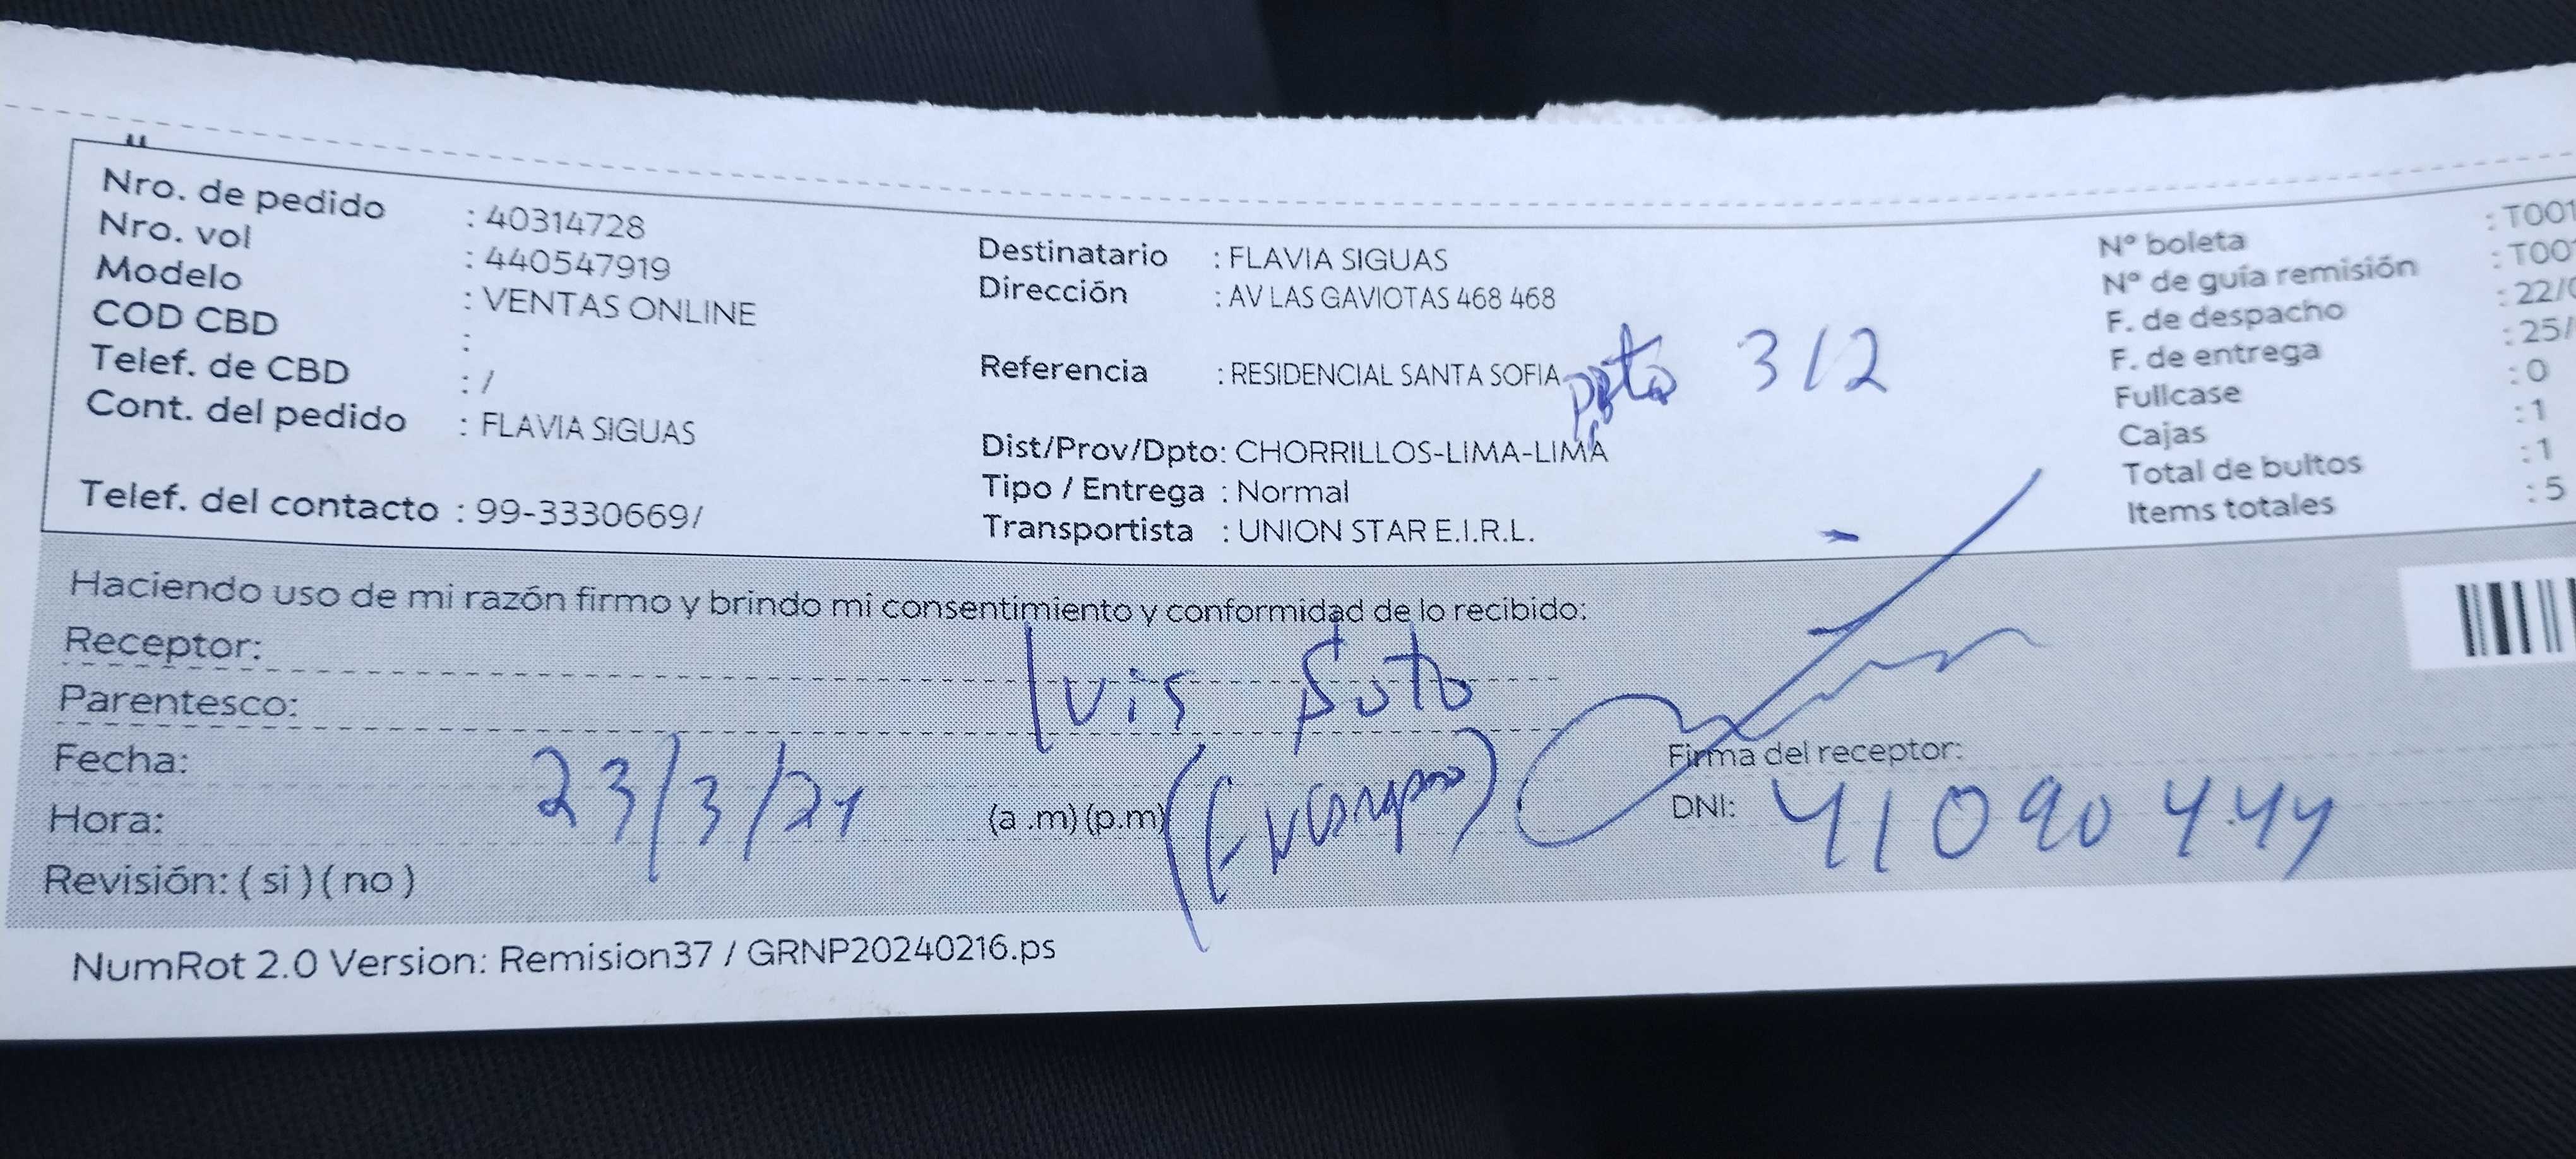 Nro. de pedido : 40314728
Nro. vol : 440547919
Modelo : VENTAS ONLINE
COD CBD :
Telef. de CBD : /
Cont. del pedido : FLAVIA SIGUAS
Telef. del contacto : 99-3330669/
Destinatario : FLAVIA SIGUAS
Dirección : AV LAS GAVIOTAS 468 468
Referencia : RESIDENCIAL SANTA SOFIA 312
Dist/Prov/Dpto: CHORRILLOS-LIMA-LIMA
Tipo / Entrega : Normal
Transportista : UNION STAR E.I.R.L.
N° boleta : T001
N° de guía remisión : T00
F. de despacho : 22/
F. de entrega : 25/
Fullcase : 0
Cajas : 1
Total de bultos : 1
Items totales : 5
Haciendo uso de mi razón firmo y brindo mi consentimiento y conformidad de lo recibido:
Receptor: luis Soto
Parentesco:
Fecha: 23/3/24
Hora: (a .m) (p.m)
Revisión: ( si ) ( no )
Firma del receptor:
DNI: 41090444
NumRot 2.0 Version: Remision37 / GRNP20240216.ps